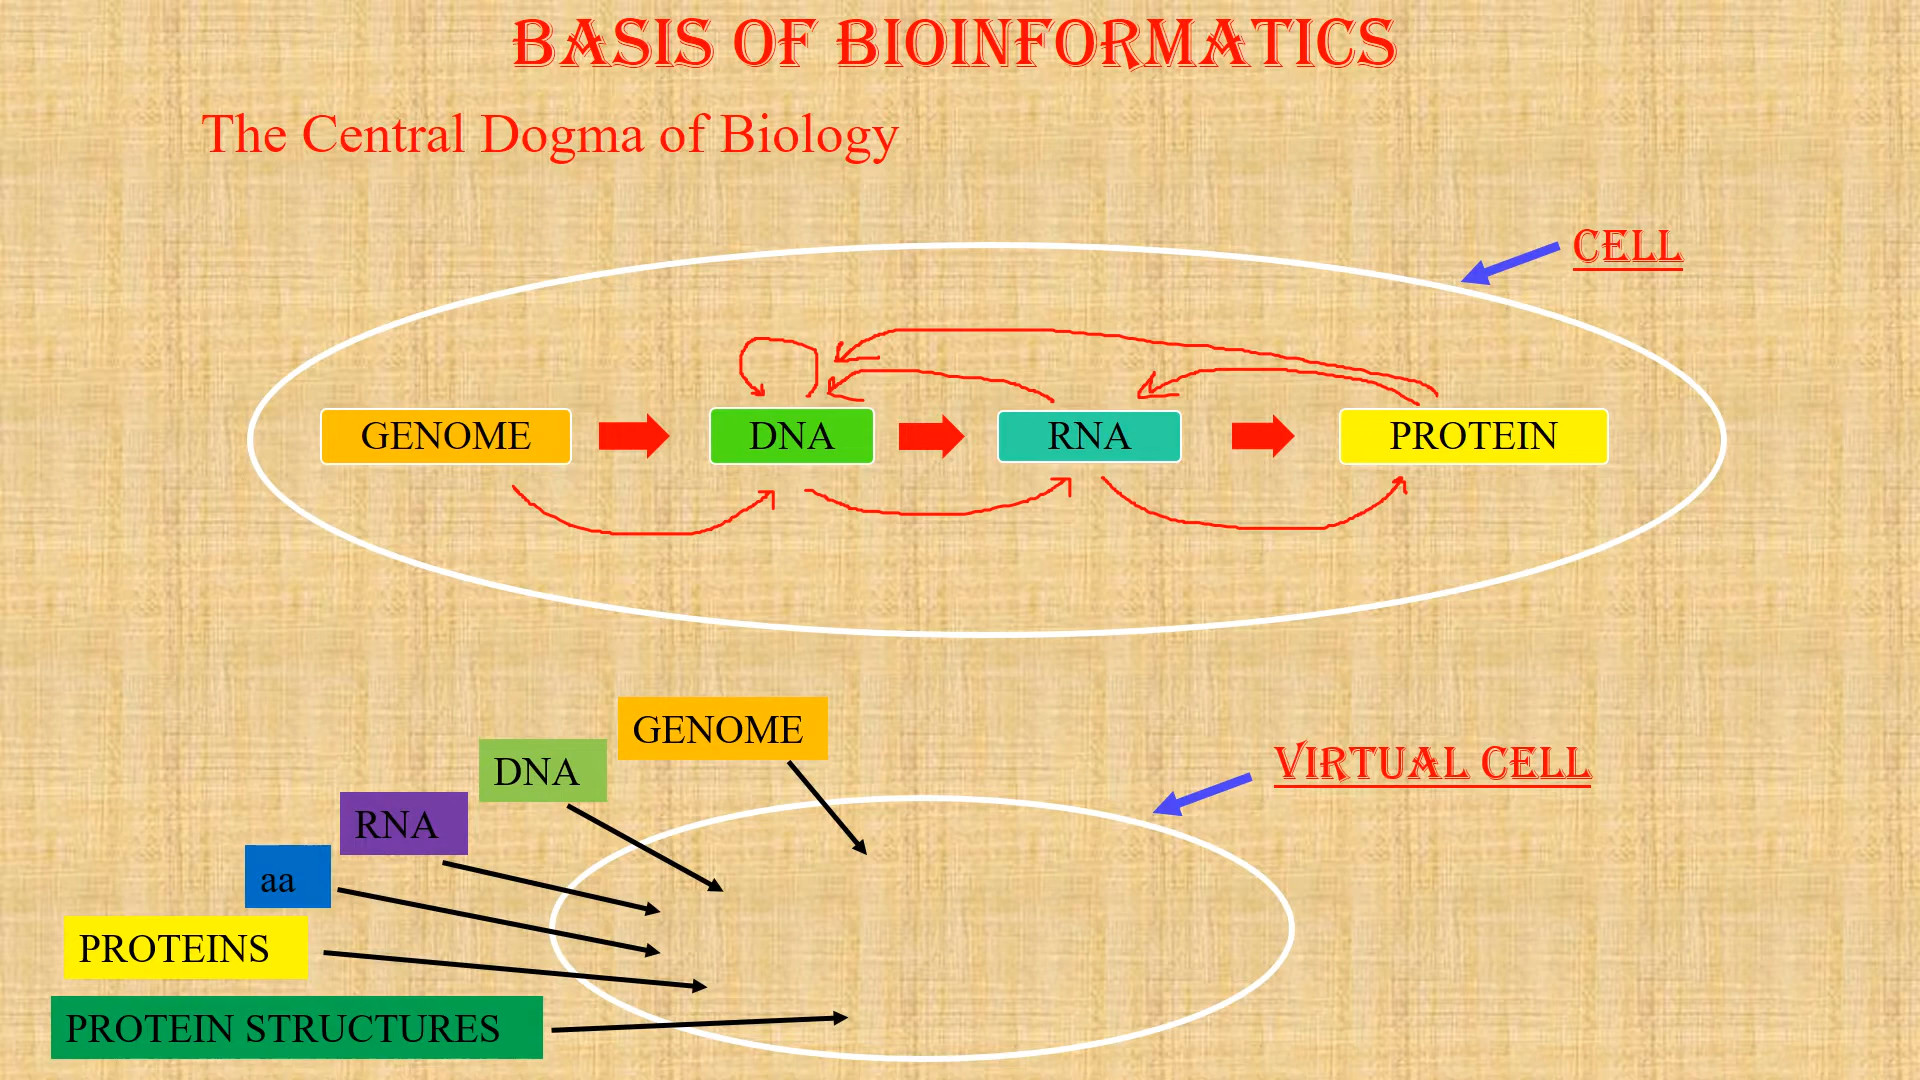 BASIS OF BIOINFORMATICS
The Central Dogma of Biology
CELL
GENOME DNA RNA PROTEIN
GENOME
DNA
VIRTUAL CELL
RNA
aa
PROTEINS
PROTEIN STRUCTURES